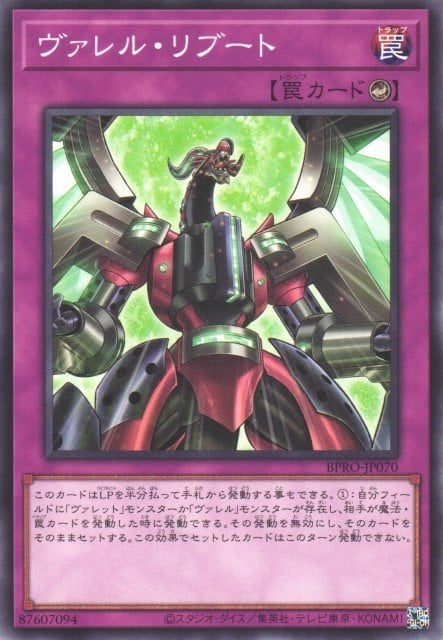 ヴァレル・リブート
トラップ
罠
トラップ
【罠カード】
BPRO-JP070
このカードはLPを半分払って手札から発動する事もできる。①:自分フィー
ルドに「ヴァレット」モンスターか「ヴァレル」モンスターが存在し、相手が魔法・
罠カードを発動した時に発動できる。その発動を無効にし、そのカードを
そのままセットする。この効果でセットしたカードはこのターン発動できない。
87607094
©スタジオ・ダイス/集英社・テレビ東京・KONAMI